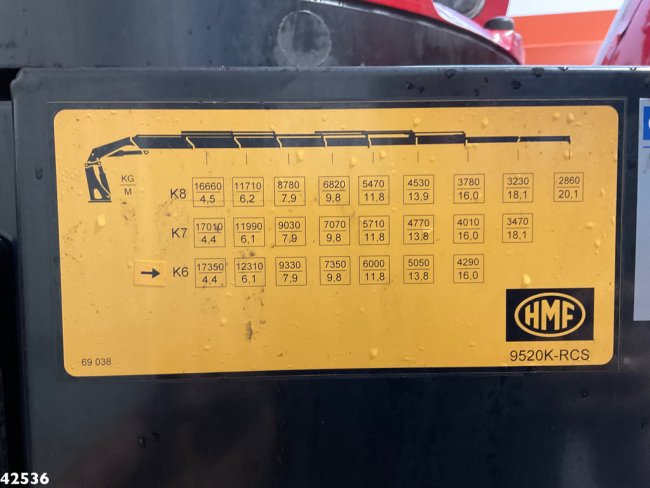 KG
M
K8 16660 11710 8780 6820 5470 4530 3780 3230 2860
4,5 6,2 7,9 9,8 11,8 13,9 16,0 18,1 20,1
K7 17010 11990 9030 7070 5710 4770 4010 3470
4,4 6,1 7,9 9,8 11,8 13,8 16,0 18,1
K6 17350 12310 9330 7350 6000 5050 4290
4,4 6,1 7,9 9,8 11,8 13,8 16,0
HMF
69 038
9520K-RCS
42536